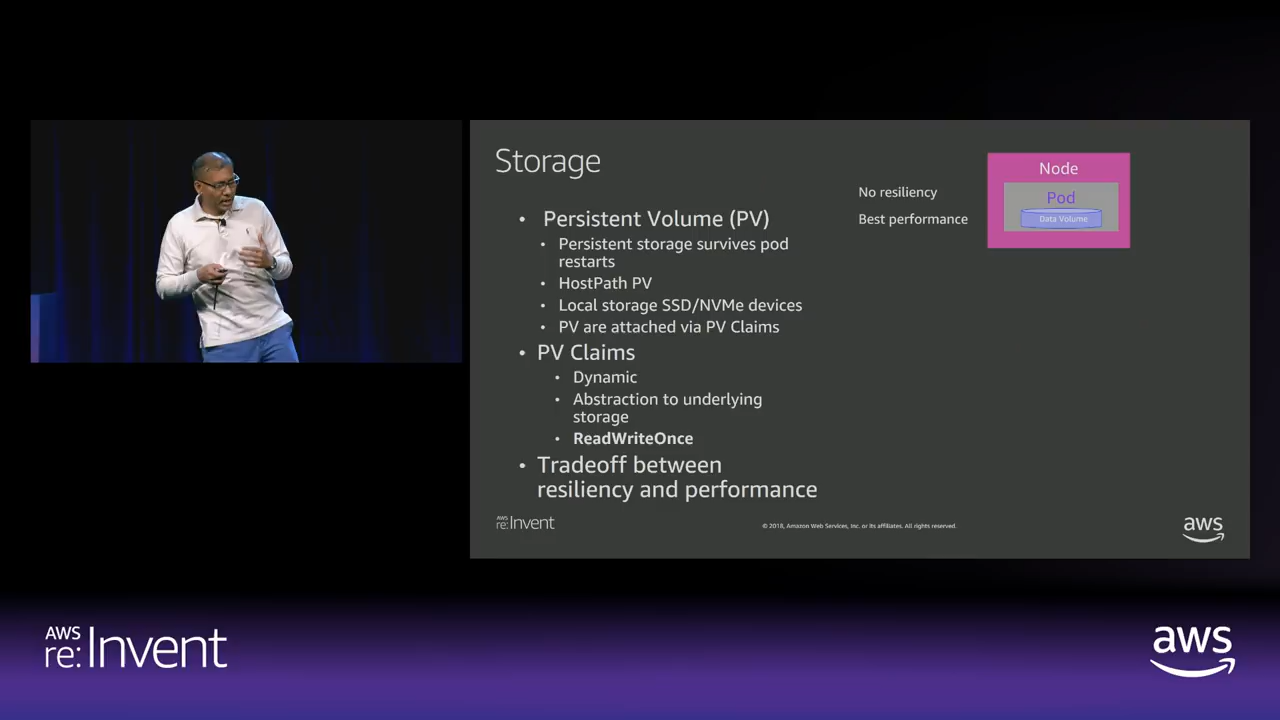 Storage
• Persistent Volume (PV)
• Persistent storage survives pod
restarts
• HostPath PV
• Local storage SSD/NVMe devices
• PV are attached via PV Claims
• PV Claims
• Dynamic
• Abstraction to underlying
storage
• ReadWriteOnce
• Tradeoff between
resiliency and performance
No resiliency
Best performance
Node
Pod
Data Volume
AWS
re:Invent
© 2018, Amazon Web Services, Inc. or its affiliates. All rights reserved.
aws
AWS
re:Invent
aws